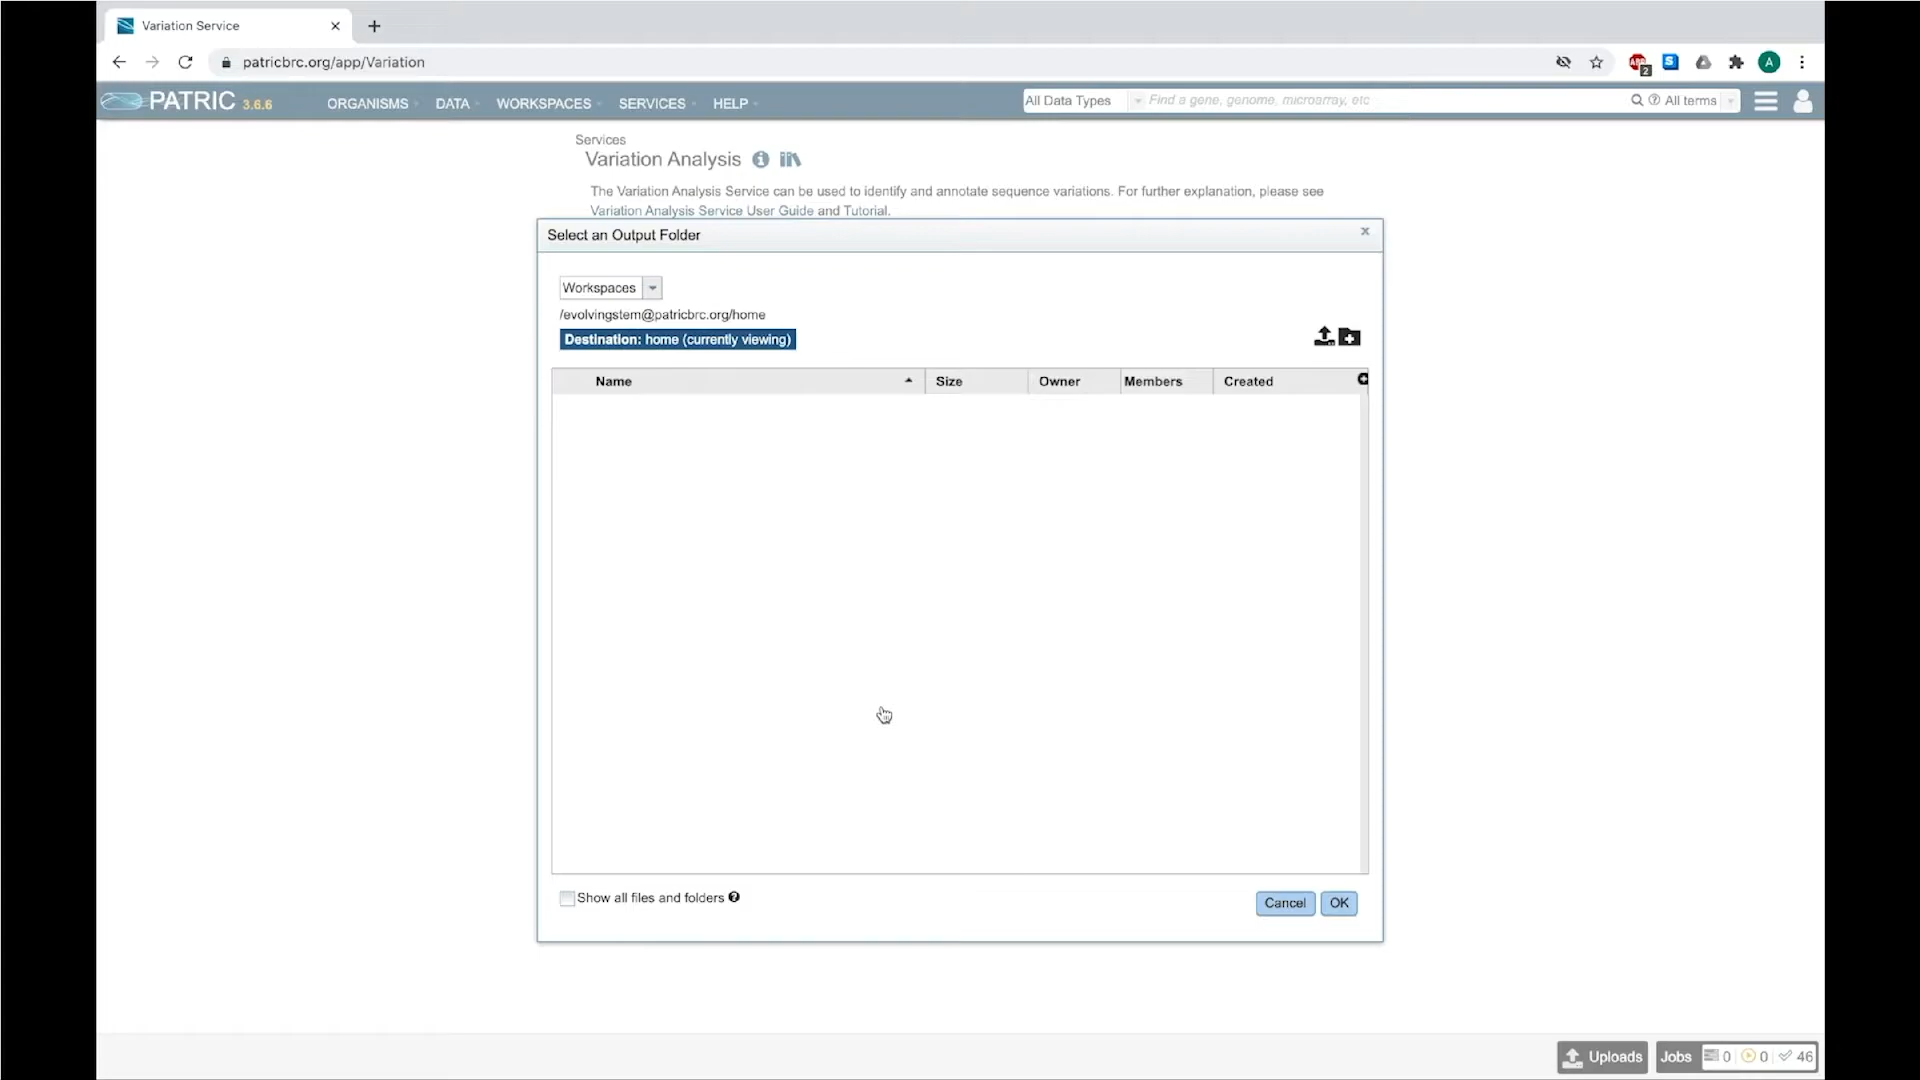 Variation Service
patricbrc.org/app/Variation
2
A
PATRIC 3.6.6
ORGANISMS
DATA
WORKSPACES
SERVICES
HELP
All Data Types
Find a gene, genome, microarray, etc
All terms
Services
Variation Analysis
The Variation Analysis Service can be used to identify and annotate sequence variations. For further explanation, please see
Variation Analysis Service User Guide and Tutorial.
Select an Output Folder
Workspaces
/evolvingstem@patricbrc.org/home
Destination: home (currently viewing)
Name
Size
Owner
Members
Created
Show all files and folders
Cancel
OK
Uploads
Jobs
0
0
46